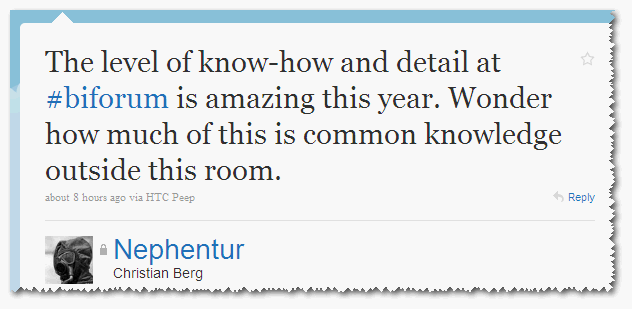 The level of know-how and detail at
#biforum is amazing this year. Wonder
how much of this is common knowledge
outside this room.
about 8 hours ago via HTC Peep
Reply
Nephentur
Christian Berg